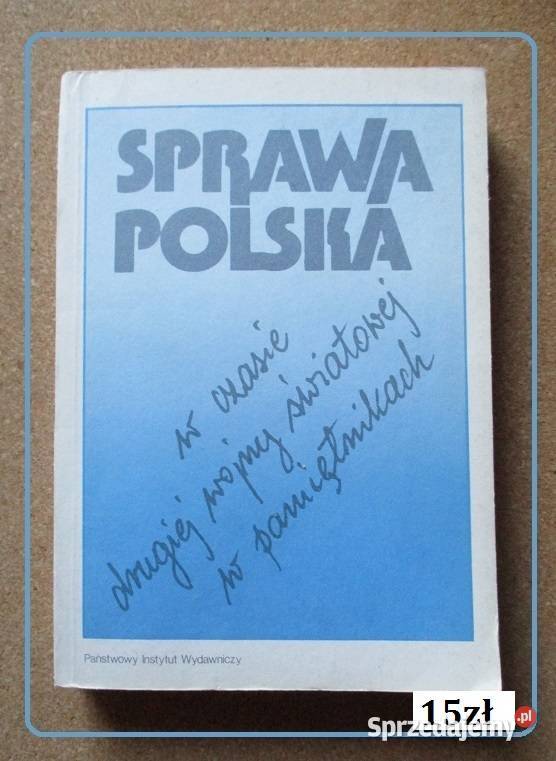 SPRAWA
POLSKA
w czasie
drugiej wojny światowej
w pamiętnikach
Państwowy Instytut Wydawniczy
15zł
Sprzedajemy.pl